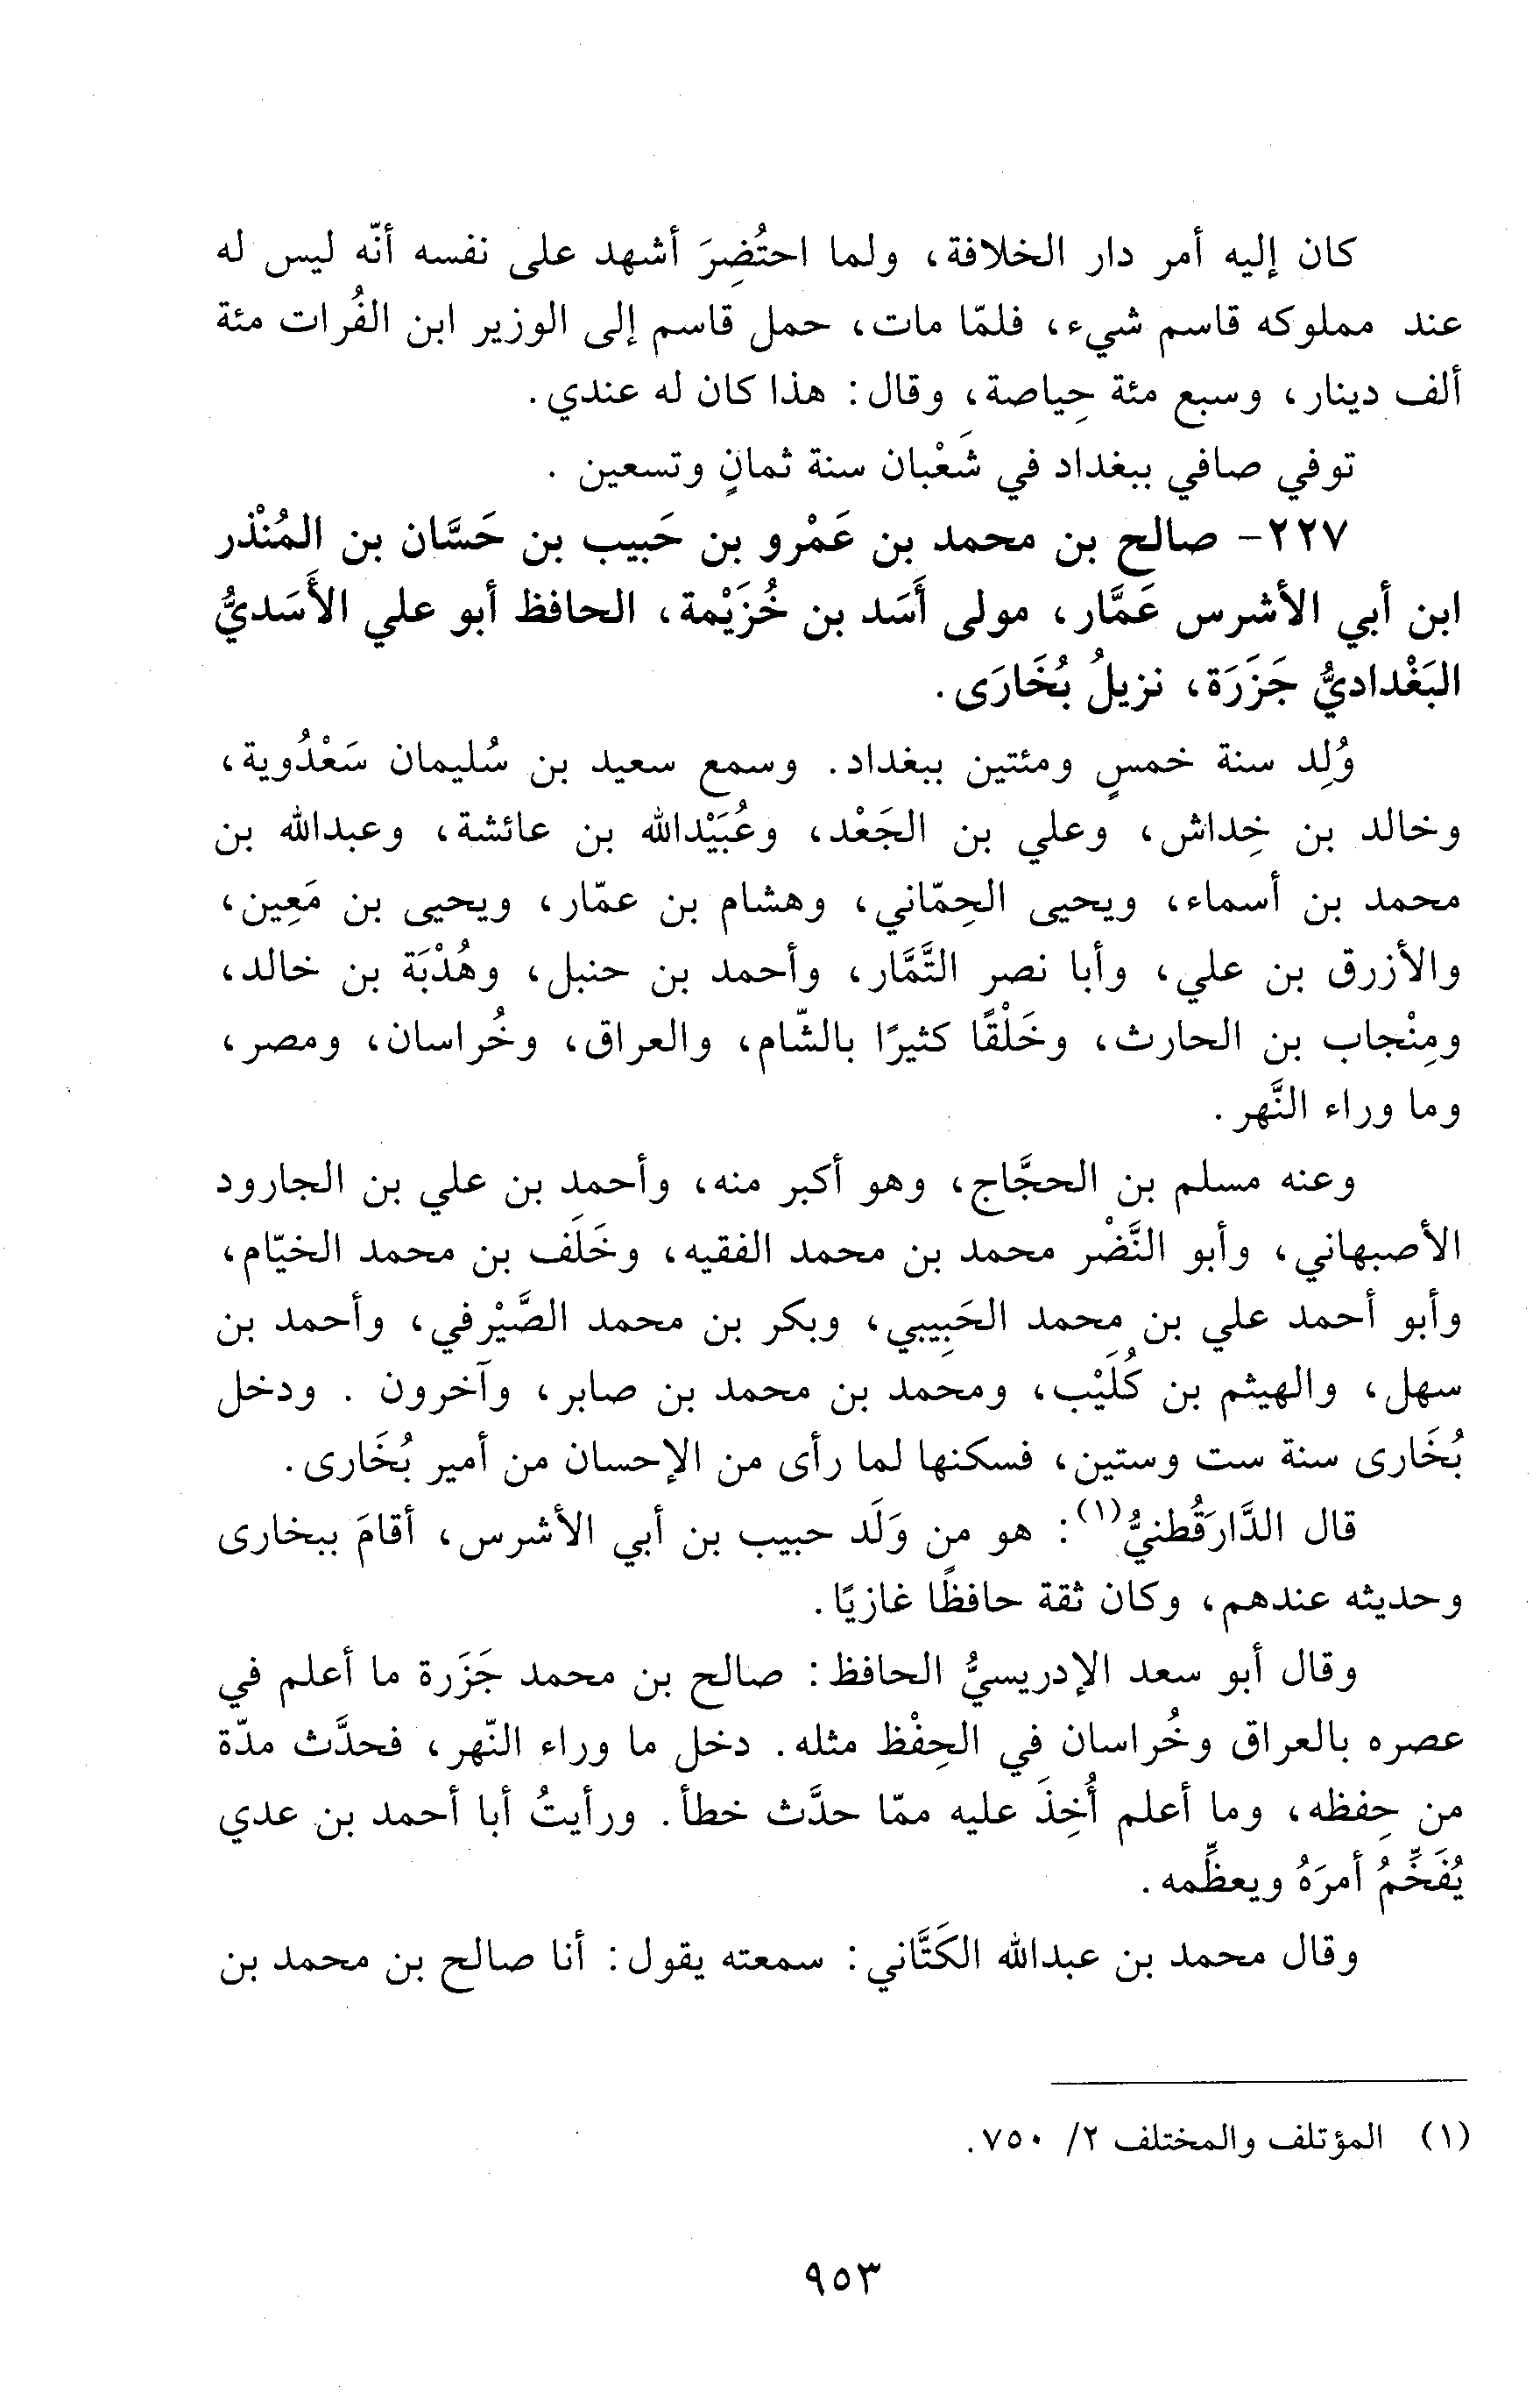 كان إليه أمر دار الخلافة، ولما احتُضِرَ أشهد على نفسه أنّه ليس له
عند مملوكه قاسم شيء، فلمّا مات، حمل قاسم إلى الوزير ابن الفُرات مئة
ألف دينار، وسبع مئة حِياصة، وقال: هذا كان له عندي.
توفي صافي ببغداد في شَعْبان سنة ثمانٍ وتسعين .
٢٢٧- صالح بن محمد بن عَمْرو بن حَبيب بن حَسَّان بن المُنْذر
ابن أبي الأشرس عَمَّار، مولى أَسَد بن خُزَيْمة، الحافظ أبو علي الأَسَديُّ
البَغْداديُّ جَزَرَة، نزيلُ بُخَارَى.
وُلِد سنة خمسٍ ومئتين ببغداد. وسمع سعيد بن سُليمان سَعْدُوية،
وخالد بن خِداش، وعلي بن الجَعْد، وعُبَيْدالله بن عائشة، وعبدالله بن
محمد بن أسماء، ويحيى الحِمّاني، وهشام بن عمّار، ويحيى بن مَعِين،
والأزرق بن علي، وأبا نصر التَّمَّار، وأحمد بن حنبل، وهُدْبَة بن خالد،
ومِنْجاب بن الحارث، وخَلْقًا كثيرًا بالشّام، والعراق، وخُراسان، ومصر،
وما وراء النَّهر.
وعنه مسلم بن الحجَّاج، وهو أكبر منه، وأحمد بن علي بن الجارود
الأصبهاني، وأبو النَّضْر محمد بن محمد الفقيه، وخَلَف بن محمد الخيّام،
وأبو أحمد علي بن محمد الحَبِيبي، وبكر بن محمد الصَّيْرفي، وأحمد بن
سهل، والهيثم بن كُلَيْب، ومحمد بن محمد بن صابر، وآخرون . ودخل
بُخَارى سنة ست وستين، فسكنها لما رأى من الإحسان من أمير بُخَارى.
قال الدَّارَقُطنيُّ(١): هو من وَلَد حبيب بن أبي الأشرس، أقامَ ببخارى
وحديثه عندهم، وكان ثقة حافظًا غازيًا.
وقال أبو سعد الإدريسيُّ الحافظ: صالح بن محمد جَزَرة ما أعلم في
عصره بالعراق وخُراسان في الحِفْظ مثله. دخل ما وراء النّهر، فحدَّث مدّة
من حِفظه، وما أعلم أُخِذَ عليه ممّا حدَّث خطأ. ورأيتُ أبا أحمد بن عدي
يُفَخِّمُ أمرَهُ ويعظِّمه.
وقال محمد بن عبدالله الكَتَّاني: سمعته يقول: أنا صالح بن محمد بن
(١) المؤتلف والمختلف ٢/ ٧٥٠.
٩٥٣